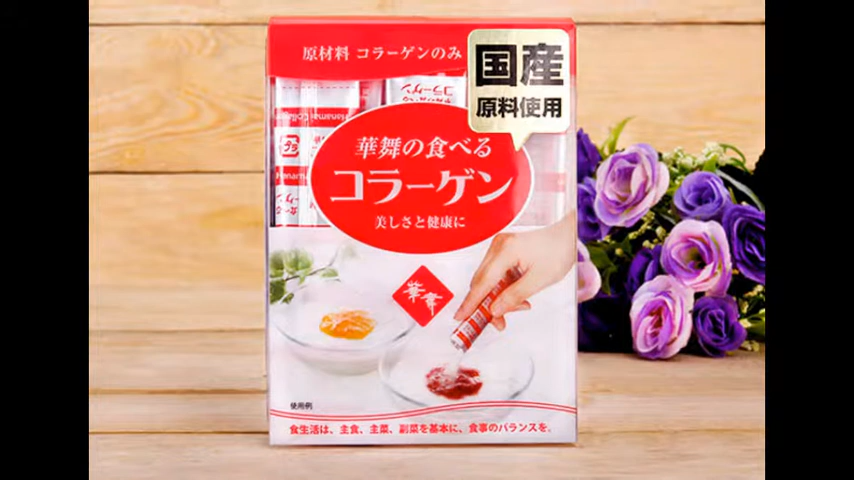 原材料 コラーゲンのみ
国産
原料使用
Hanamai Collagen
華舞の食べる
コラーゲン
美しさと健康に
華舞
使用例
食生活は、主食、主菜、副菜を基本に、食事のバランスを。